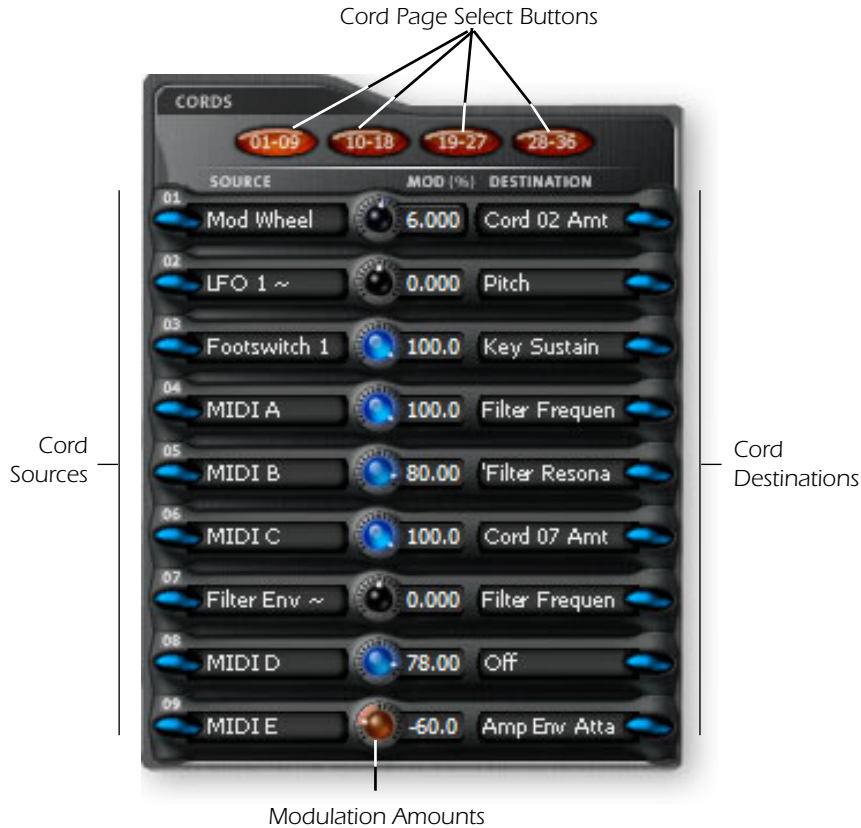 Cord Page Select Buttons
CORDS
01-09 10-18 19-27 28-36
SOURCE MOD (%) DESTINATION
01 Mod Wheel 6.000 Cord 02 Amt
02 LFO 1 ~ 0.000 Pitch
03 Footswitch 1 100.0 Key Sustain
04 MIDI A 100.0 Filter Frequen
05 MIDI B 80.00 'Filter Resona
06 MIDI C 100.0 Cord 07 Amt
07 Filter Env ~ 0.000 Filter Frequen
08 MIDI D 78.00 Off
09 MIDI E -60.0 Amp Env Atta
Cord
Sources
Cord
Destinations
Modulation Amounts